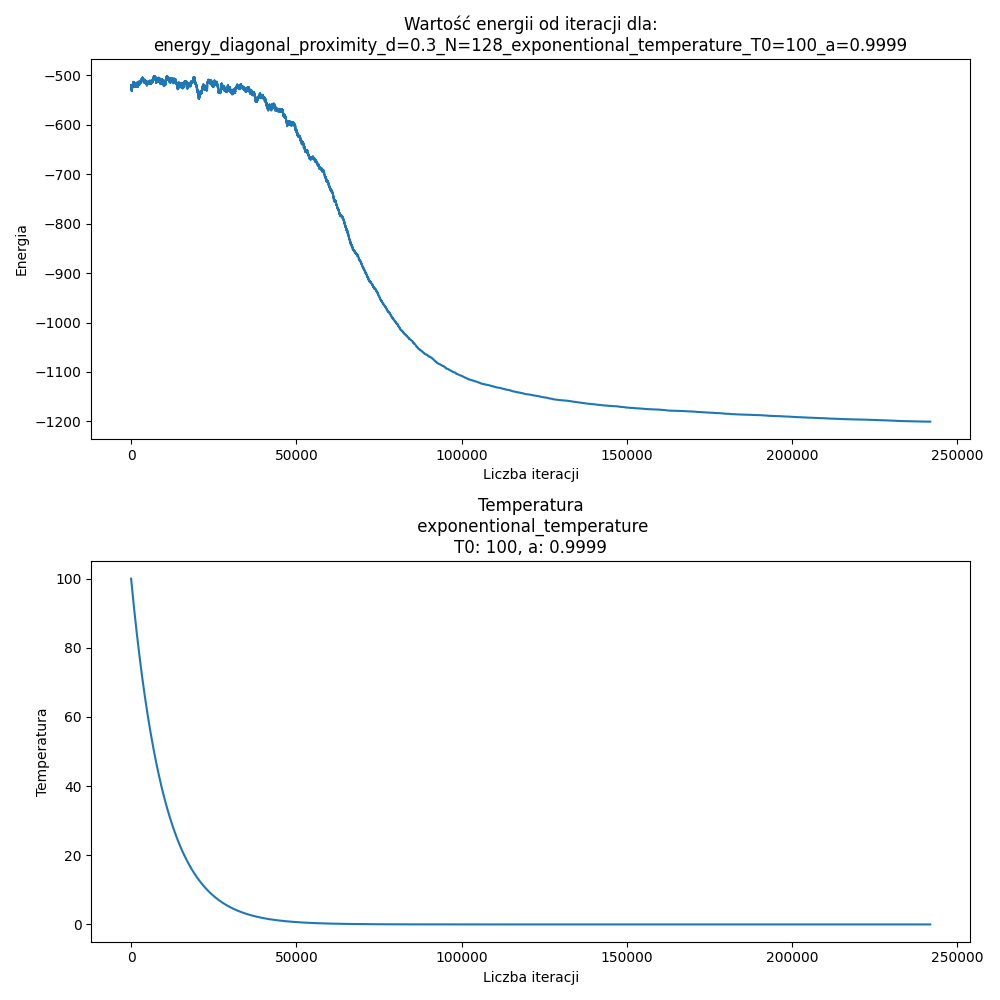 Wartość energii od iteracji dla:
energy_diagonal_proximity_d=0.3_N=128_exponentional_temperature_T0=100_a=0.9999
−500
−600
−700
−800
−900
−1000
−1100
−1200
Energia
0
50000
100000
150000
200000
250000
Liczba iteracji
Temperatura
exponentional_temperature
T0: 100, a: 0.9999
100
80
60
40
20
0
Temperatura
0
50000
100000
150000
200000
250000
Liczba iteracji